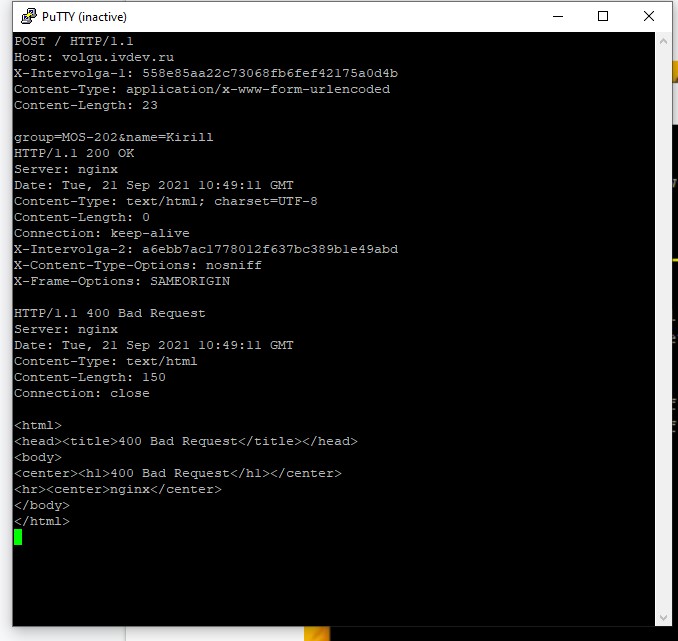 PuTTY (inactive)
POST / HTTP/1.1
Host: volgu.ivdev.ru
X-Intervolga-1: 558e85aa22c73068fb6fef42175a0d4b
Content-Type: application/x-www-form-urlencoded
Content-Length: 23
group=MOS-202&name=Kirill
HTTP/1.1 200 OK
Server: nginx
Date: Tue, 21 Sep 2021 10:49:11 GMT
Content-Type: text/html; charset=UTF-8
Content-Length: 0
Connection: keep-alive
X-Intervolga-2: a6ebb7ac1778012f637bc389b1e49abd
X-Content-Type-Options: nosniff
X-Frame-Options: SAMEORIGIN
HTTP/1.1 400 Bad Request
Server: nginx
Date: Tue, 21 Sep 2021 10:49:11 GMT
Content-Type: text/html
Content-Length: 150
Connection: close
<html>
<head><title>400 Bad Request</title></head>
<body>
<center><h1>400 Bad Request</h1></center>
<hr><center>nginx</center>
</body>
</html>